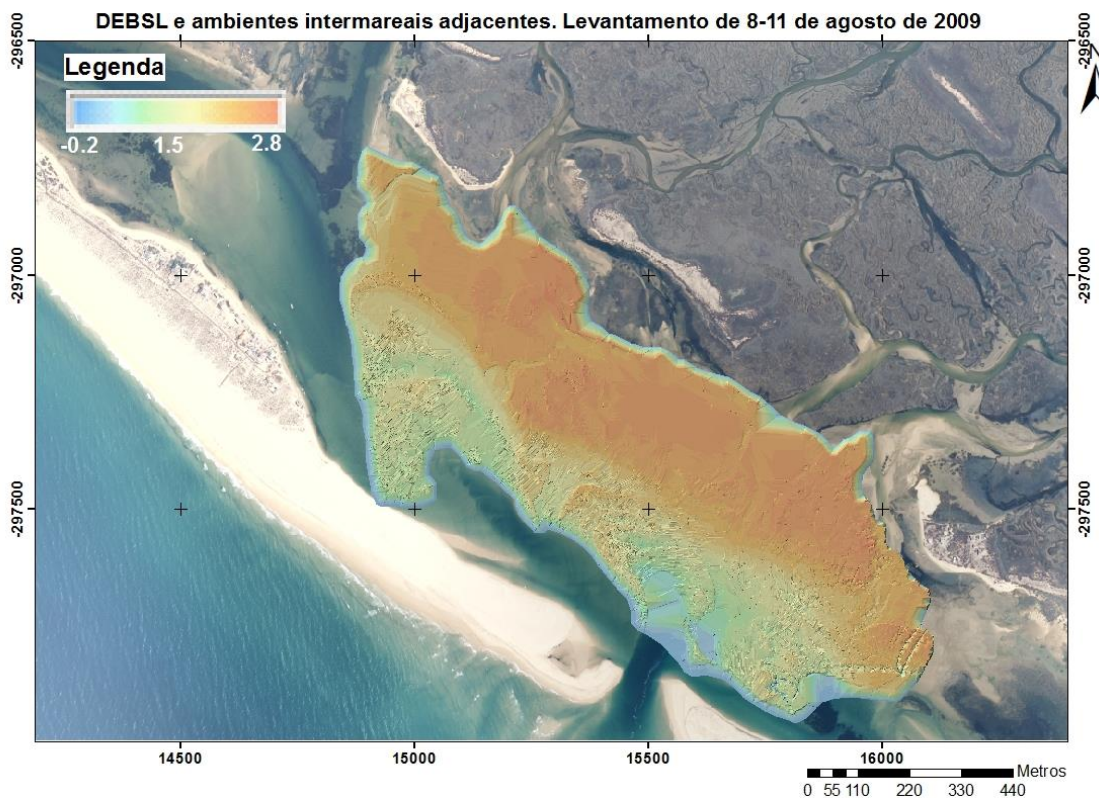 DEBSL e ambientes intermareais adjacentes. Levantamento de 8-11 de agosto de 2009
-296500
-296500
N
Legenda
-0.2 1.5 2.8
-297000
-297000
-297500
-297500
14500 15000 15500 16000
Metros
0 55 110 220 330 440